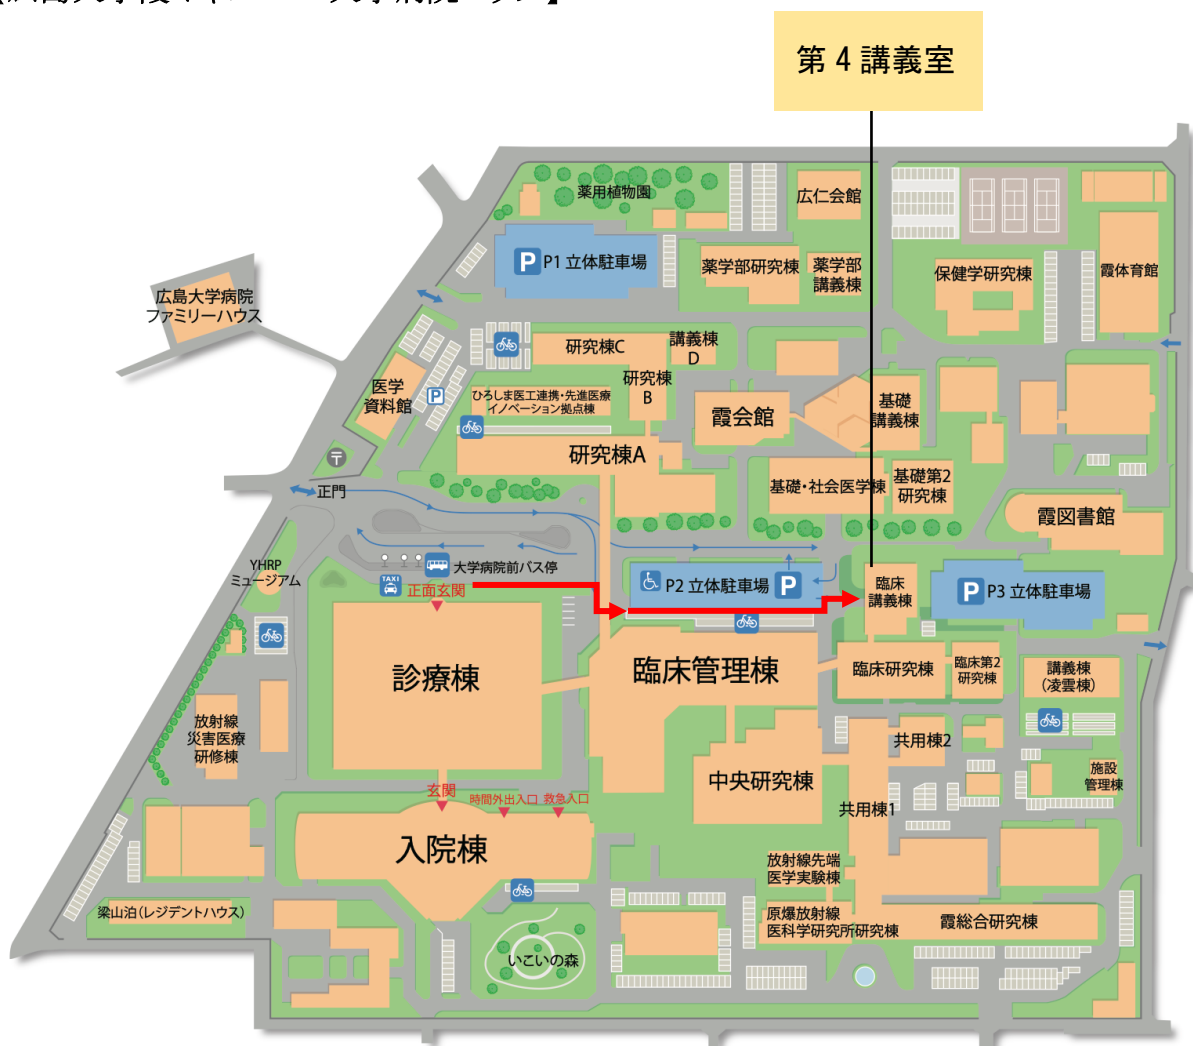 第4講義室
薬用植物園
広仁会館
P P1 立体駐車場
薬学部研究棟
薬学部
講義棟
保健学研究棟
霞体育館
広島大学病院
ファミリーハウス
研究棟C
講義棟
D
研究棟
B
医学
資料館
P
ひろしま医工連携・先進医療
イノベーション拠点棟
霞会館
基礎
講義棟
研究棟A
基礎・社会医学棟
基礎第2
研究棟
霞図書館
〒
正門
YHRP
ミュージアム
TAXI
大学病院前バス停
正面玄関
P2 立体駐車場 P
臨床
講義棟
P P3 立体駐車場
診療棟
臨床管理棟
臨床研究棟
臨床第2
研究棟
講義棟
(凌雲棟)
放射線
災害医療
研修棟
中央研究棟
共用棟2
施設
管理棟
共用棟1
玄関
時間外出入口
救急入口
入院棟
放射線先端
医学実験棟
梁山泊(レジデントハウス)
原爆放射線
医科学研究所研究棟
霞総合研究棟
いこいの森